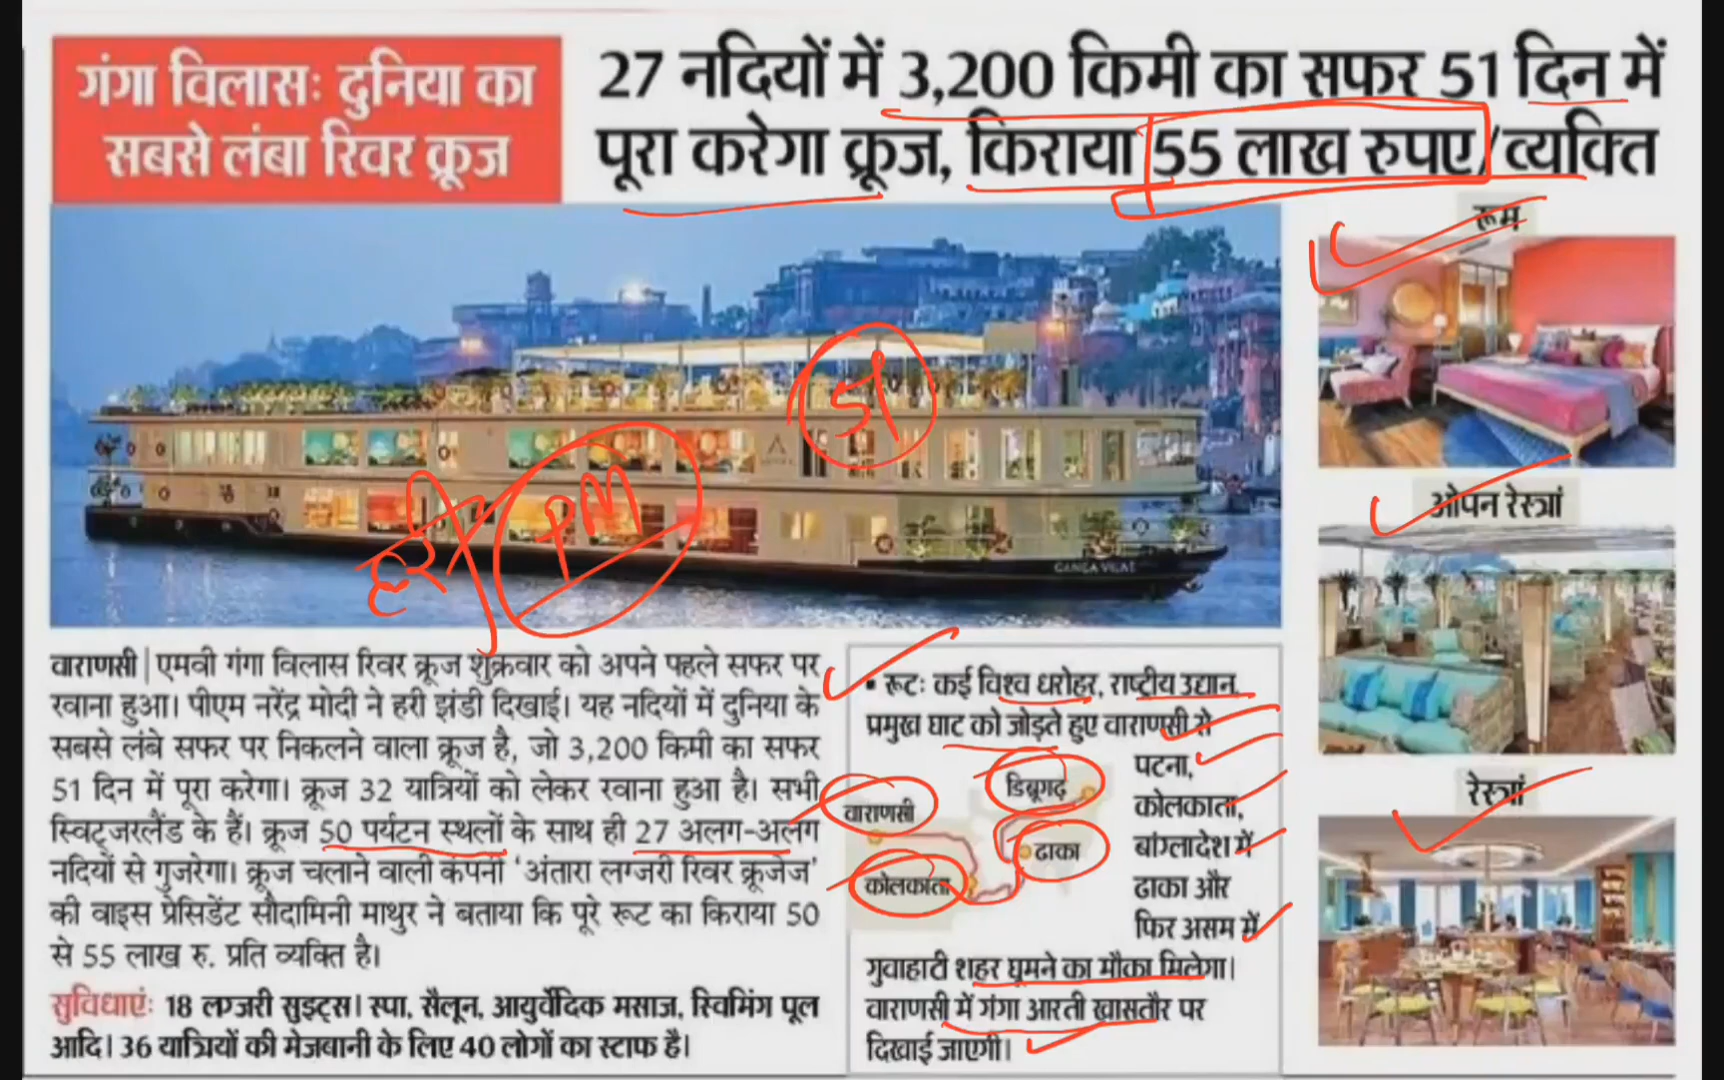 गंगा विलासः दुनिया का
सबसे लंबा रिवर क्रूज
27 नदियों में 3,200 किमी का सफर 51 दिन में
पूरा करेगा क्रूज, किराया 55 लाख रुपए/व्यक्ति
रूम
51
हरी
PM
GANGA VILAS
ओपन रेस्त्रां
रेस्त्रां
वाराणसी | एमवी गंगा विलास रिवर क्रूज शुक्रवार को अपने पहले सफर पर
रवाना हुआ। पीएम नरेंद्र मोदी ने हरी झंडी दिखाई। यह नदियों में दुनिया के
सबसे लंबे सफर पर निकलने वाला क्रूज है, जो 3,200 किमी का सफर
51 दिन में पूरा करेगा। क्रूज 32 यात्रियों को लेकर रवाना हुआ है। सभी
स्विट्जरलैंड के हैं। क्रूज 50 पर्यटन स्थलों के साथ ही 27 अलग-अलग
नदियों से गुजरेगा। क्रूज चलाने वाली कंपनी 'अंतारा लग्जरी रिवर क्रूजेज'
की वाइस प्रेसिडेंट सौदामिनी माथुर ने बताया कि पूरे रूट का किराया 50
से 55 लाख रु. प्रति व्यक्ति है।
सुविधाएंः 18 लग्जरी सुइट्स। स्पा, सैलून, आयुर्वेदिक मसाज, स्विमिंग पूल
आदि। 36 यात्रियों की मेजबानी के लिए 40 लोगों का स्टाफ है।
▪ रूटः कई विश्व धरोहर, राष्ट्रीय उद्यान,
प्रमुख घाट को जोड़ते हुए वाराणसी से
पटना,
कोलकाता,
बांग्लादेश में
ढाका और
फिर असम में
गुवाहाटी शहर घूमने का मौका मिलेगा।
वाराणसी में गंगा आरती खासतौर पर
दिखाई जाएगी।
वाराणसी
डिब्रूगढ़
ढाका
कोलकाता